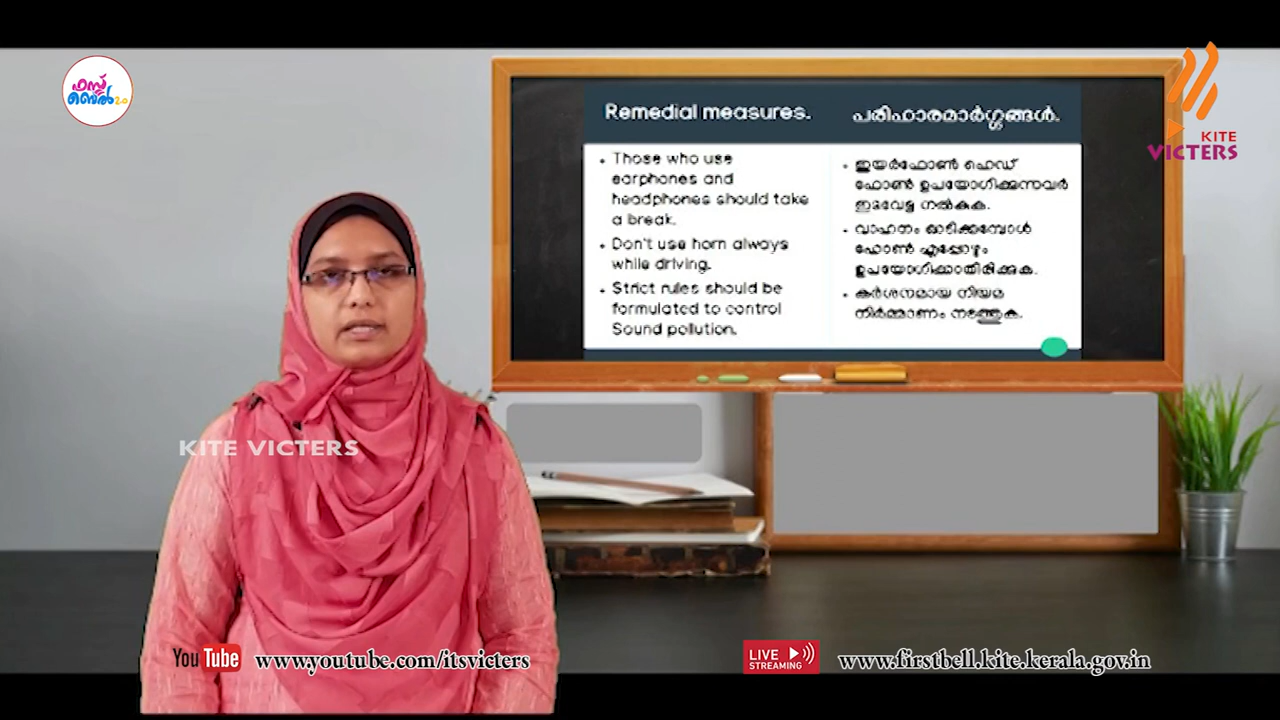 ഫസ്റ്റ്
ബെൽ 2.0
KITE
VICTERS
Remedial measures.
പരിഹാരമാർഗ്ഗങ്ങൾ.
• Those who use
earphones and
headphones should take
a break.
• Don't use horn always
while driving.
• Strict rules should be
formulated to control
Sound pollution.
• ഇയർഫോൺ ഹെഡ്
ഫോൺ ഉപയോഗിക്കുന്നവർ
ഇടവേള നൽകുക.
• വാഹനം ഓടിക്കുമ്പോൾ
ഹോൺ എപ്പോഴും
ഉപയോഗിക്കാതിരിക്കുക.
• കർശനമായ നിയമ
നിർമ്മാണം നടത്തുക.
KITE VICTERS
YouTube
www.youtube.com/itsvicters
LIVE
STREAMING
www.firstbell.kite.kerala.gov.in